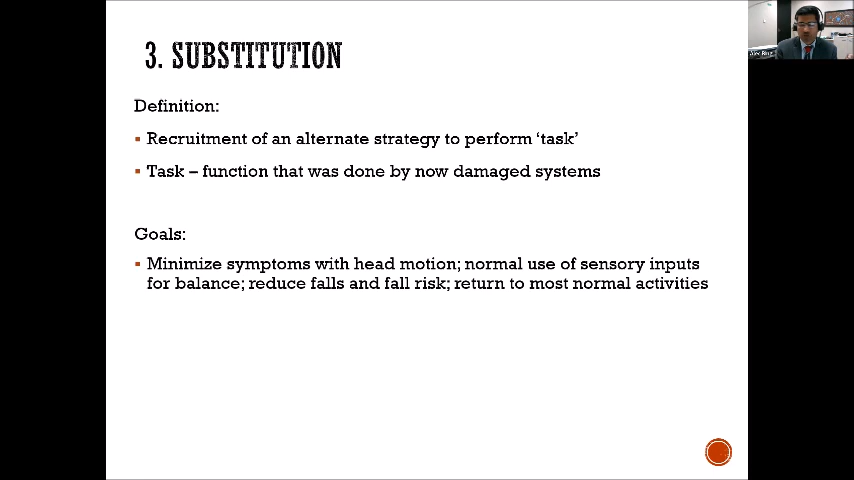 3. SUBSTITUTION
Definition:
Recruitment of an alternate strategy to perform ‘task’
Task – function that was done by now damaged systems
Goals:
Minimize symptoms with head motion; normal use of sensory inputs
for balance; reduce falls and fall risk; return to most normal activities